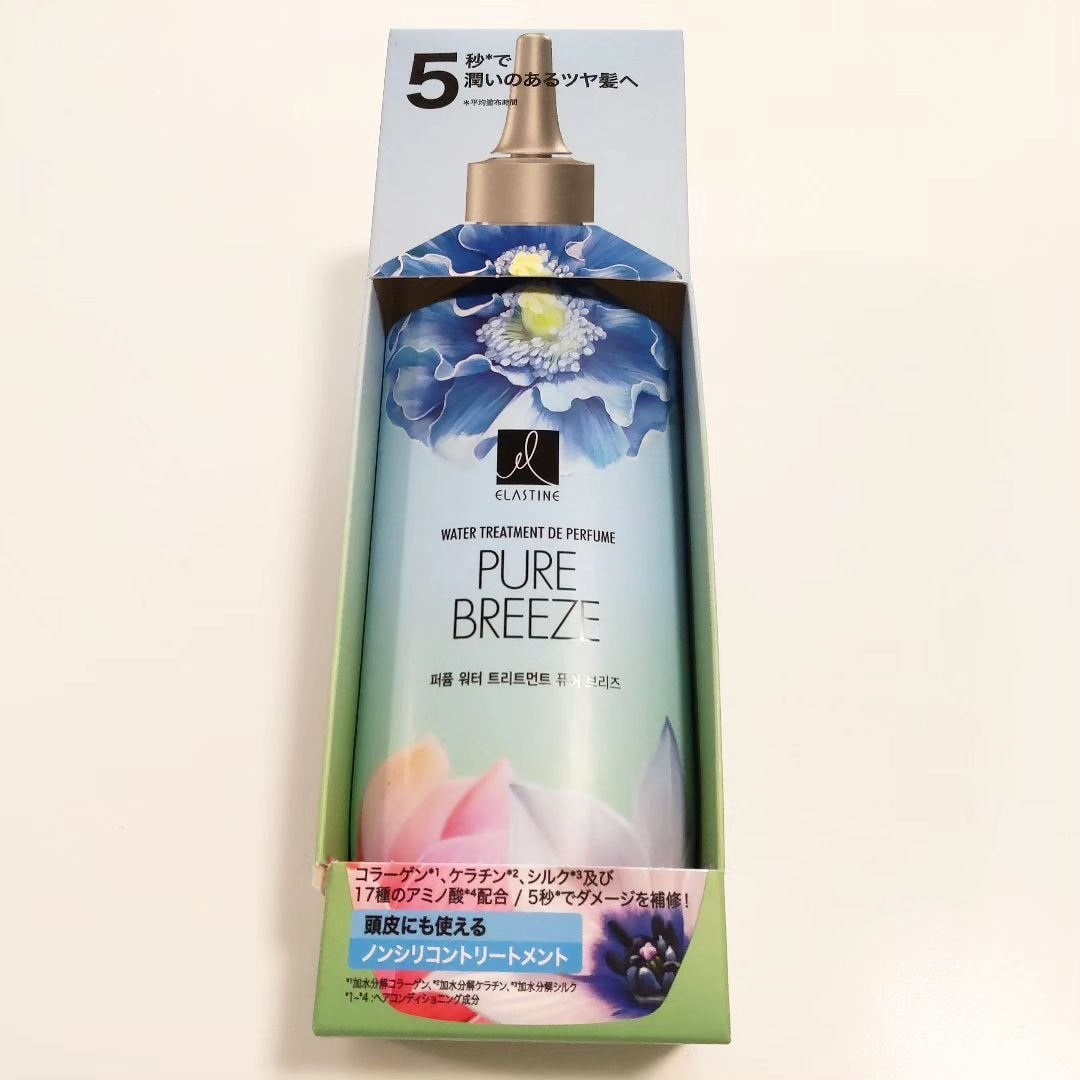 5秒*で
潤いのあるツヤ髪へ
*平均塗布時間
el
ELASTINE
WATER TREATMENT DE PERFUME
PURE
BREEZE
퍼퓸 워터 트리트먼트 퓨어 브리즈
コラーゲン*1、ケラチン*2、シルク*3及び
17種のアミノ酸*4配合 / 5秒*でダメージを補修!
頭皮にも使える
ノンシリコントリートメント
*1加水分解コラーゲン、*2加水分解ケラチン、*3加水分解シルク
*1~*4:ヘアコンディショニング成分